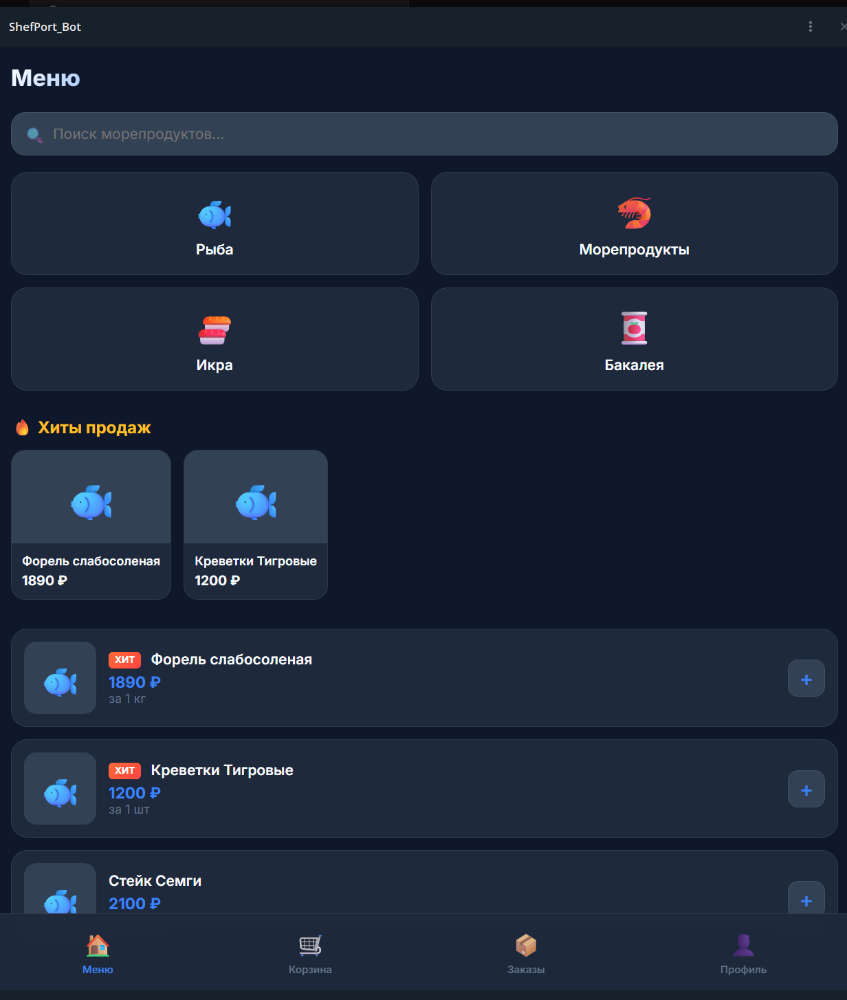 ShefPort_Bot
Меню
Поиск морепродуктов...
Рыба
Морепродукты
Икра
Бакалея
Хиты продаж
Форель слабосоленая
1890 ₽
Креветки Тигровые
1200 ₽
ХИТ Форель слабосоленая
1890 ₽
за 1 кг
+
ХИТ Креветки Тигровые
1200 ₽
за 1 шт
+
Стейк Семги
2100 ₽
+
Меню
Корзина
Заказы
Профиль